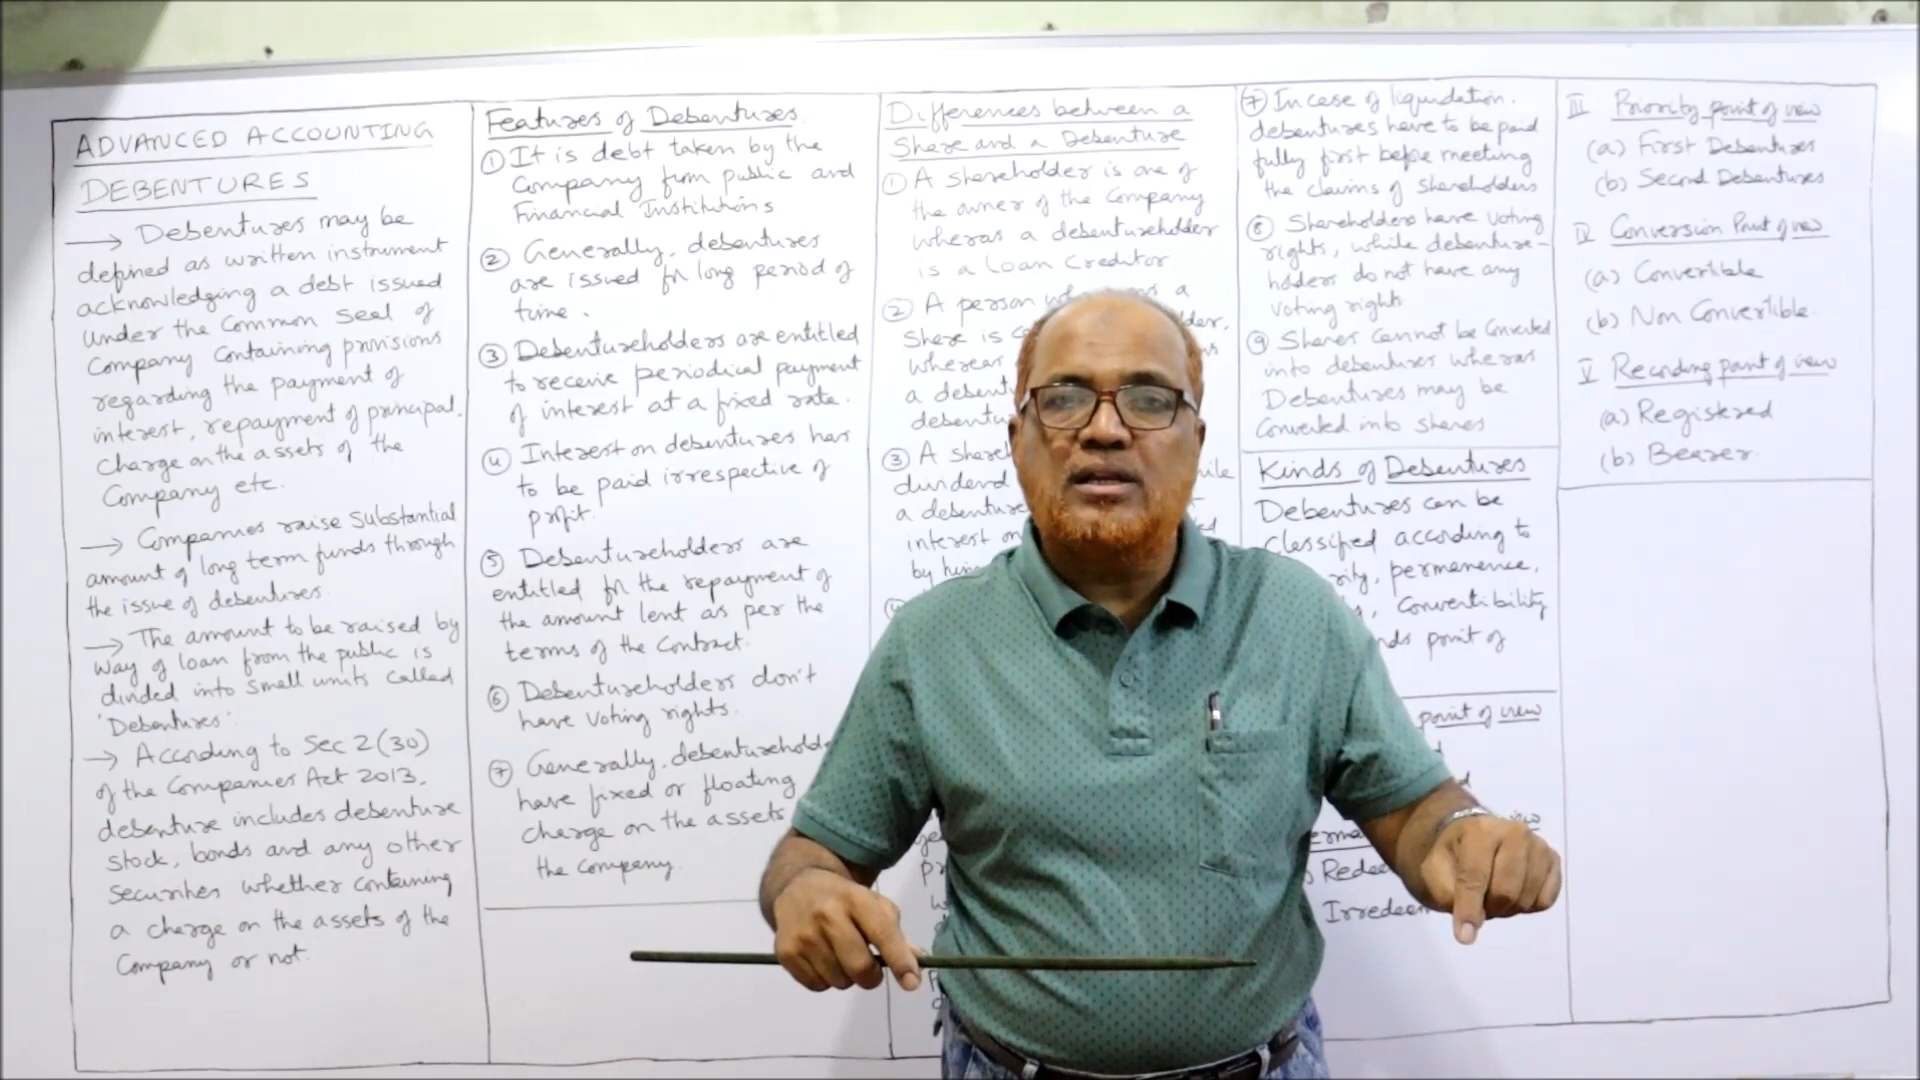 ADVANCED ACCOUNTING
DEBENTURES
→ Debentures may be
defined as written instrument
acknowledging a debt issued
under the Common Seal of
Company Containing provisions
regarding the payment of
interest, repayment of principal,
charge on the assets of the
Company etc.
→ Companies raise substantial
amount of long term funds through
the issue of debentures.
→ The amount to be raised by
way of loan from the public is
divided into small units called
'Debentures'.
→ According to Sec 2(30)
of the Companies Act 2013,
debenture includes debenture
stock, bonds and any other
securities whether containing
a charge on the assets of the
Company or not.
Features of Debentures.
① It is debt taken by the
Company from public and
Financial Institutions
② Generally, debentures
are issued for long period of
time.
③ Debentureholders are entitled
to receive periodical payment
of interest at a fixed rate.
④ Interest on debentures has
to be paid irrespective of
profit.
⑤ Debentureholders are
entitled for the repayment of
the amount lent as per the
terms of the Contract.
⑥ Debentureholders don't
have voting rights.
⑦ Generally, debenturehold
have fixed or floating
charge on the assets
the Company.
Differences between a
Share and a Debenture
① A shareholder is one of
the owner of the Company
wheras a debentureholder
is a Loan Creditor
② A person a
Share is
whereas
a
③ A
dividend
a
interest on
by
⑦ In case of liquidation,
debentures have to be paid
fully first before meeting
the claims of shareholders
⑧ Shareholders have voting
rights, while debenture-
holders do not have any
voting rights
⑨ Shares cannot be Converted
into debentures wheras
Debentures may be
Converted into shares
Kinds of Debentures
Debentures can be
Classified according to
permanence,
Convertibility
point of
point of view
III Priority point of view
(a) First Debentures
(b) Second Debentures
IV Conversion Point of view
(a) Convertible
(b) Non Convertible.
V Recording point of view
(a) Registered
(b) Bearer.